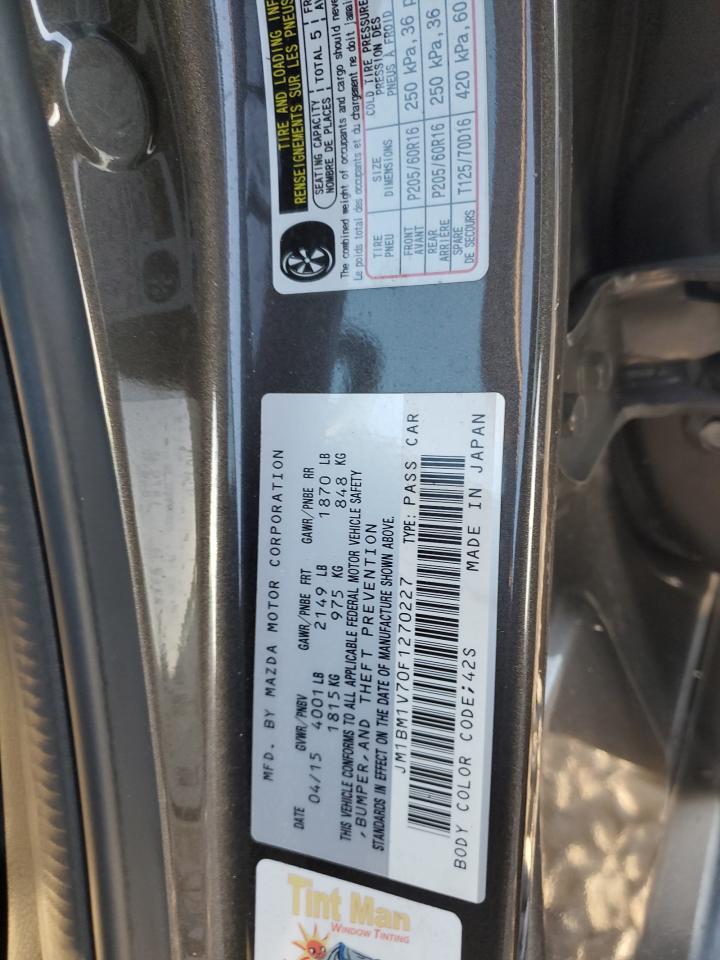 TIRE AND LOADING INF
RENSEIGNEMENTS SUR LES PNEUS
SEATING CAPACITY | TOTAL 5 | FR
NOMBRE DE PLACES
The combined weight of occupants and cargo should never
Le poids total des occupants et du chargement ne doit jamai
TIRE SIZE COLD TIRE PRESSURE
PNEU DIMENSIONS PRESSION DES PNEUS A FROID
FRONT AVANT P205/60R16 250 kPa, 36 P
REAR ARRIÈRE P205/60R16 250 kPa, 36
SPARE DE SECOURS T125/70D16 420 kPa, 60
MFD. BY MAZDA MOTOR CORPORATION
DATE GVWR/PNBV GAWR/PNBE FRT GAWR/PNBE RR
04/15 4001 LB 2149 LB 1870 LB
1815 KG 975 KG 848 KG
THIS VEHICLE CONFORMS TO ALL APPLICABLE FEDERAL MOTOR VEHICLE SAFETY
, BUMPER, AND THEFT PREVENTION
STANDARDS IN EFFECT ON THE DATE OF MANUFACTURE SHOWN ABOVE.
JM1BM1V70F1270227 TYPE: PASS CAR
BODY COLOR CODE;42S MADE IN JAPAN
Tint Man
WINDOW TINTING